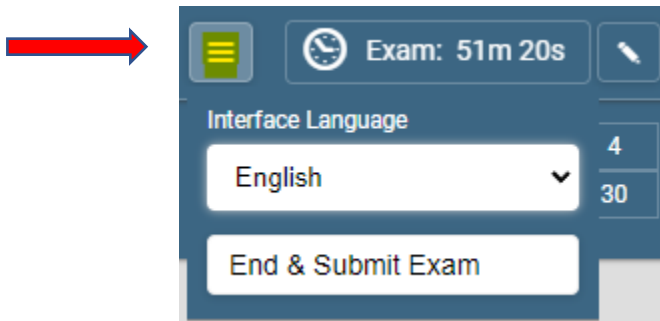 Exam: 51m 20s
Interface Language
4
English
30
End & Submit Exam